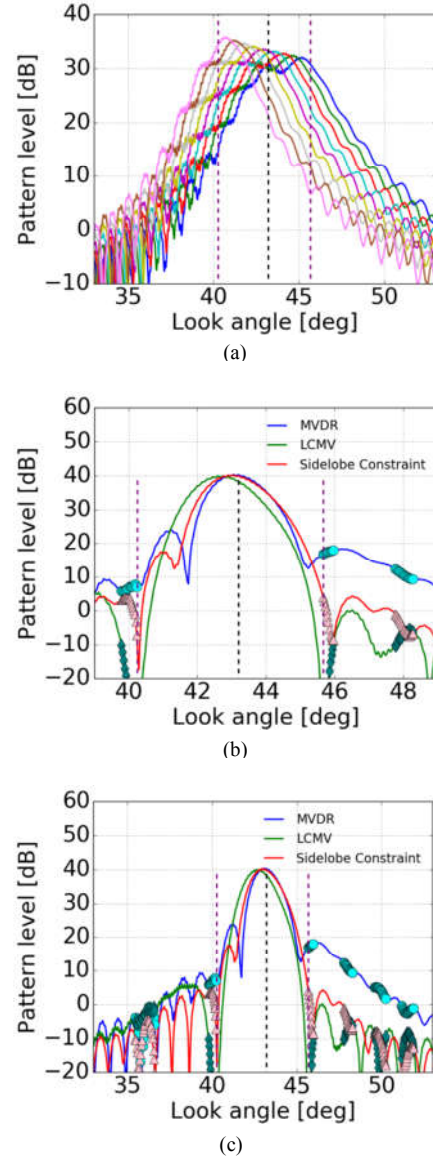 40
30
20
10
0
−10
Pattern level [dB]
35 40 45 50
Look angle [deg]
(a)
60
50
40
30
20
10
0
−10
−20
Pattern level [dB]
MVDR
LCMV
Sidelobe Constraint
40 42 44 46 48
Look angle [deg]
(b)
60
50
40
30
20
10
0
−10
−20
Pattern level [dB]
MVDR
LCMV
Sidelobe Constraint
35 40 45 50
Look angle [deg]
(c)